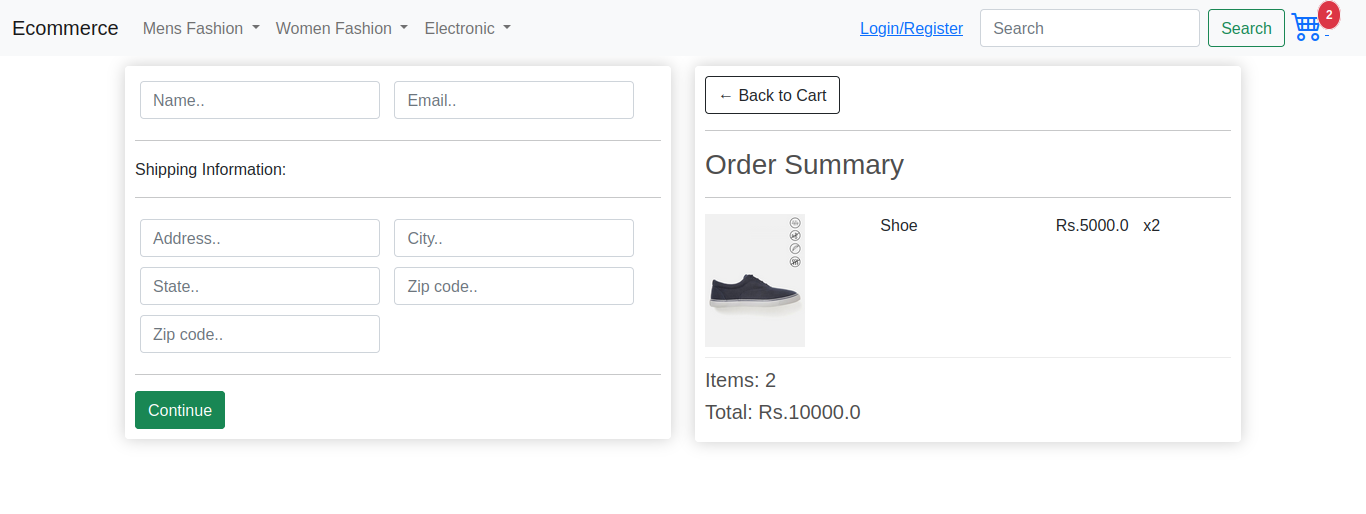 Ecommerce Mens Fashion Women Fashion Electronic Login/Register Search Search 2
Name.. Email..
Shipping Information:
Address.. City..
State.. Zip code..
Zip code..
Continue
← Back to Cart
Order Summary
Shoe Rs.5000.0 x2
Items: 2
Total: Rs.10000.0